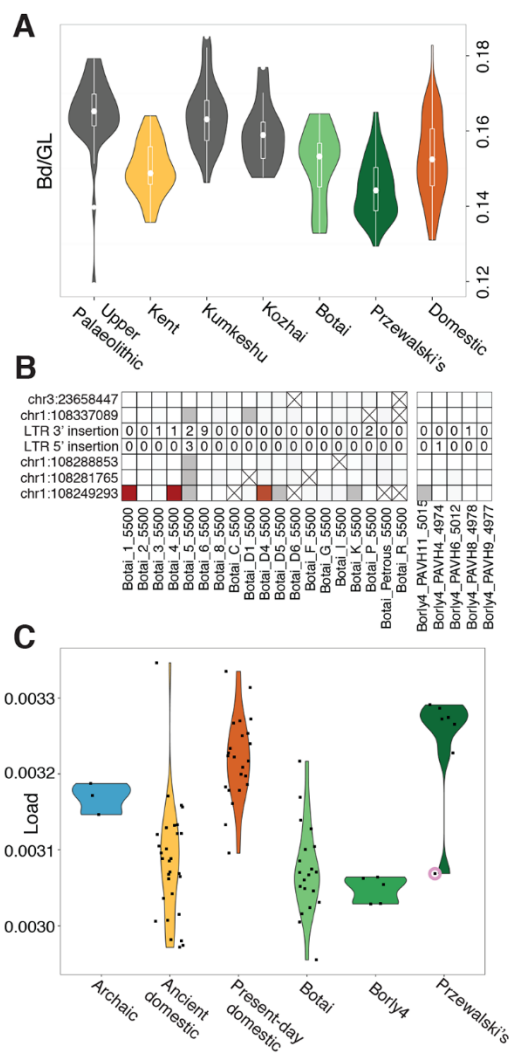 A
Bd/GL
0.18
0.16
0.14
0.12
Upper
Palaeolithic
Kent
Kumkeshu
Kozhai
Botai
Przewalski's
Domestic
B
chr3:23658447
chr1:108337089
LTR 3' insertion 0 0 1 1 2 9 0 0 0 0 0 0 0 0 0 2 0 0 0 0 0 1 0
LTR 5' insertion 0 0 0 0 3 0 0 0 0 0 0 0 0 0 0 0 0 0 0 1 0 0 0
chr1:108288853
chr1:108281765
chr1:108249293
Botai_1_5500
Botai_2_5500
Botai_3_5500
Botai_4_5500
Botai_5_5500
Botai_6_5500
Botai_8_5500
Botai_C_5500
Botai_D1_5500
Botai_D4_5500
Botai_D5_5500
Botai_D6_5500
Botai_F_5500
Botai_G_5500
Botai_I_5500
Botai_K_5500
Botai_P_5500
Botai_Petrous_5500
Botai_R_5500
Borly4_PAVH11_5015
Borly4_PAVH4_4974
Borly4_PAVH6_5012
Borly4_PAVH8_4978
Borly4_PAVH9_4977
C
Load
0.0033
0.0032
0.0031
0.0030
Archaic
Ancient
domestic
Present-day
domestic
Botai
Borly4
Przewalski's